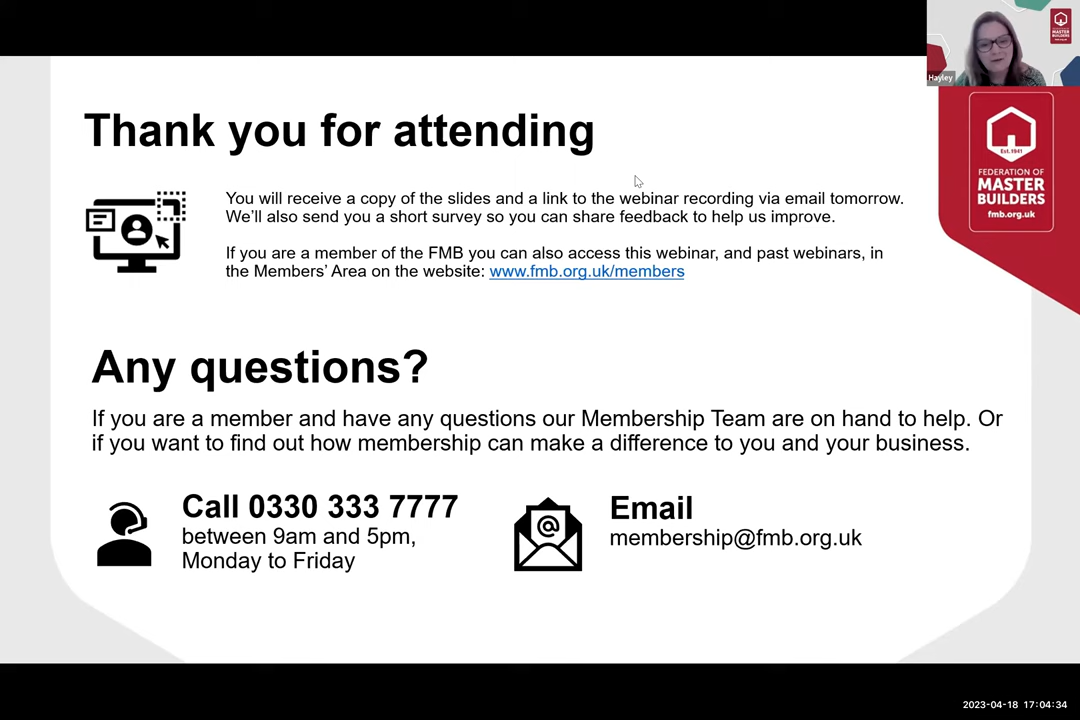 Thank you for attending
You will receive a copy of the slides and a link to the webinar recording via email tomorrow.
We'll also send you a short survey so you can share feedback to help us improve.
If you are a member of the FMB you can also access this webinar, and past webinars, in
the Members' Area on the website: www.fmb.org.uk/members
Any questions?
If you are a member and have any questions our Membership Team are on hand to help. Or
if you want to find out how membership can make a difference to you and your business.
Call 0330 333 7777
between 9am and 5pm,
Monday to Friday
@
Email
membership@fmb.org.uk
Hayley
MASTER
BUILDERS
Est. 1941
FEDERATION OF
MASTER
BUILDERS
fmb.org.uk
2023-04-18 17:04:34